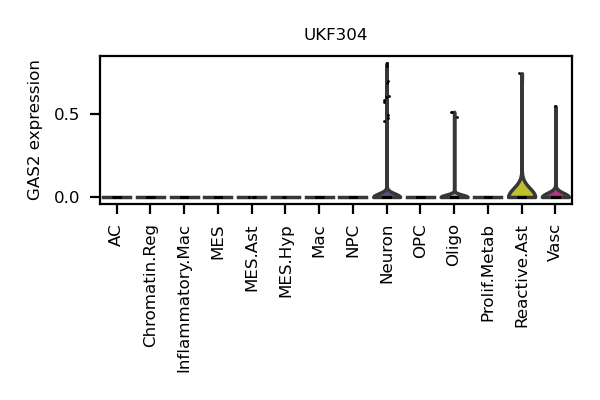 UKF304
GAS2 expression
0.5
0.0
AC
Chromatin.Reg
Inflammatory.Mac
MES
MES.Ast
MES.Hyp
Mac
NPC
Neuron
OPC
Oligo
Prolif.Metab
Reactive.Ast
Vasc